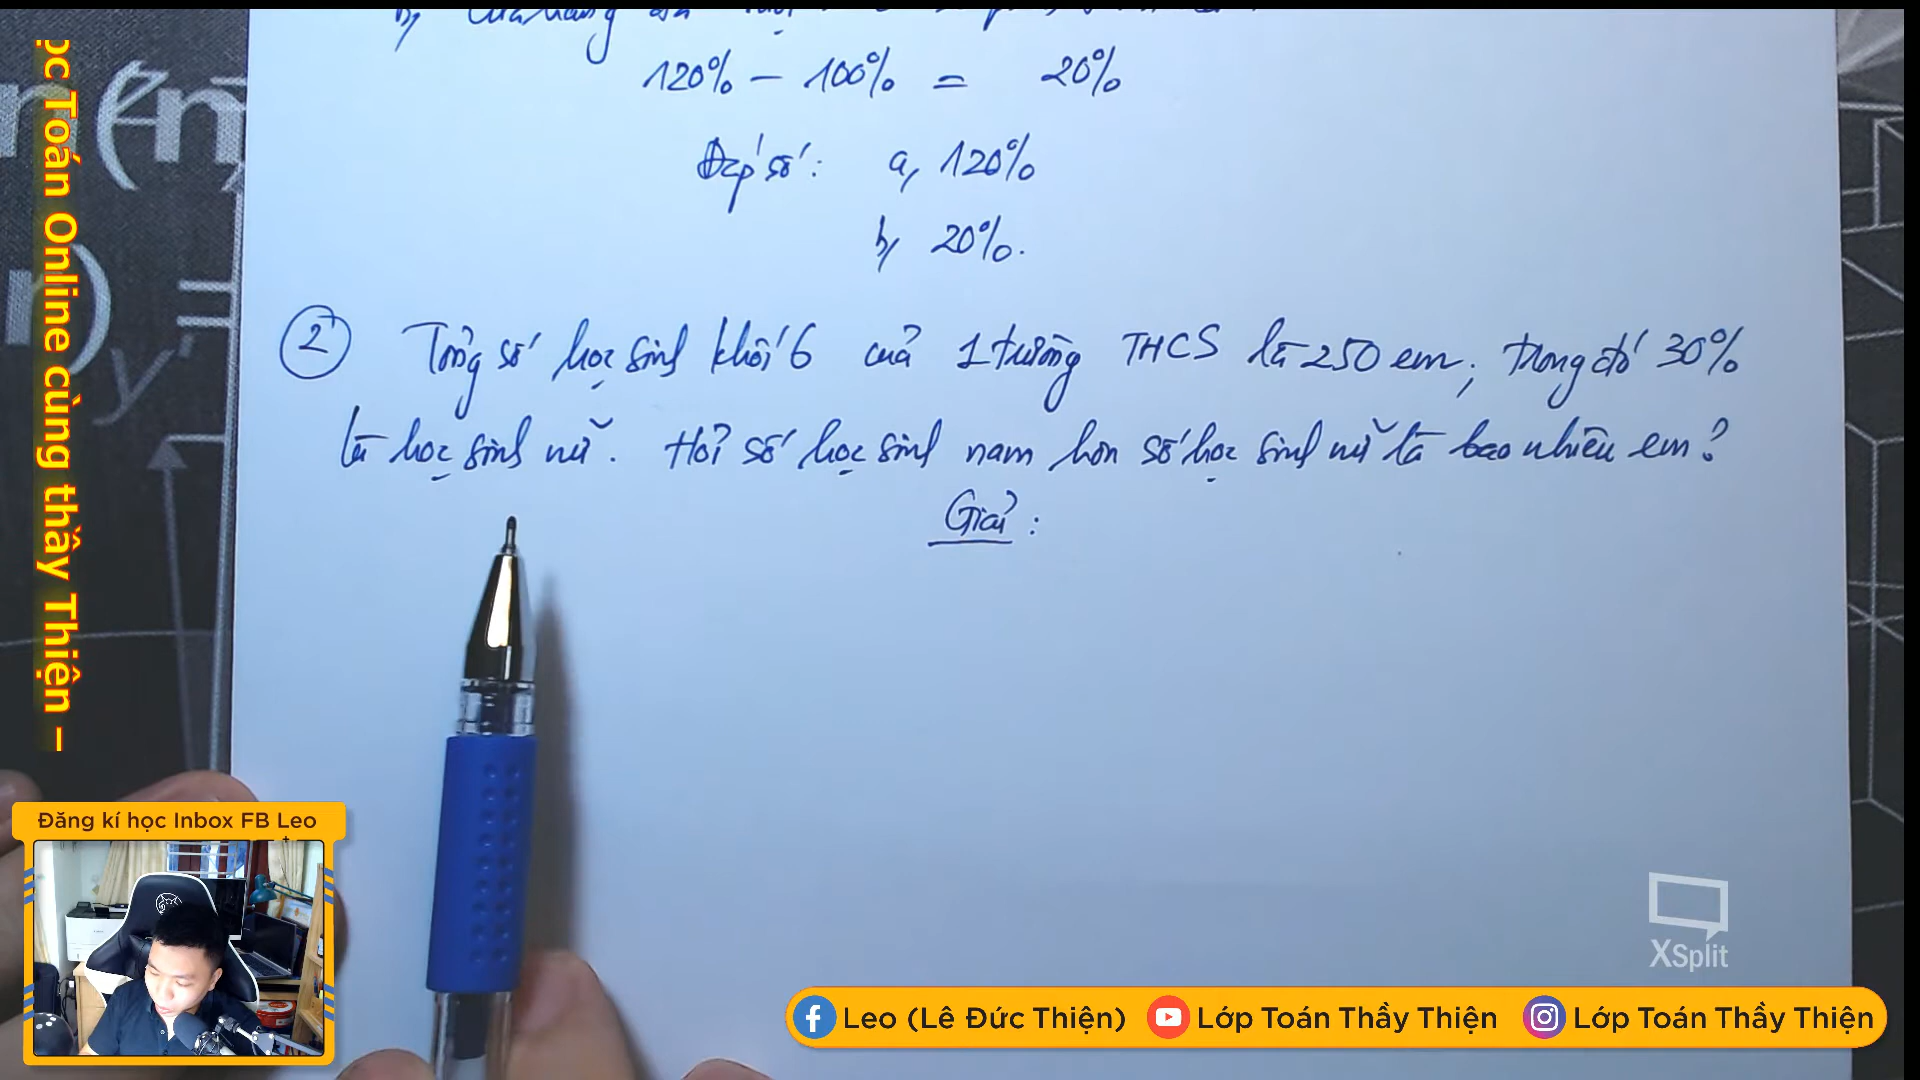 120% - 100% = 20%
Đáp số: a, 120%
b, 20%.
2 Tổng số học sinh khối 6 của 1 trường THCS là 250 em; trong đó 30%
là học sinh nữ. Hỏi số học sinh nam hơn số học sinh nữ là bao nhiêu em?
Giải:
ọc Toán Online cùng thầy Thiện –
Đăng kí học Inbox FB Leo
XSplit
Leo (Lê Đức Thiện) Lớp Toán Thầy Thiện Lớp Toán Thầy Thiện